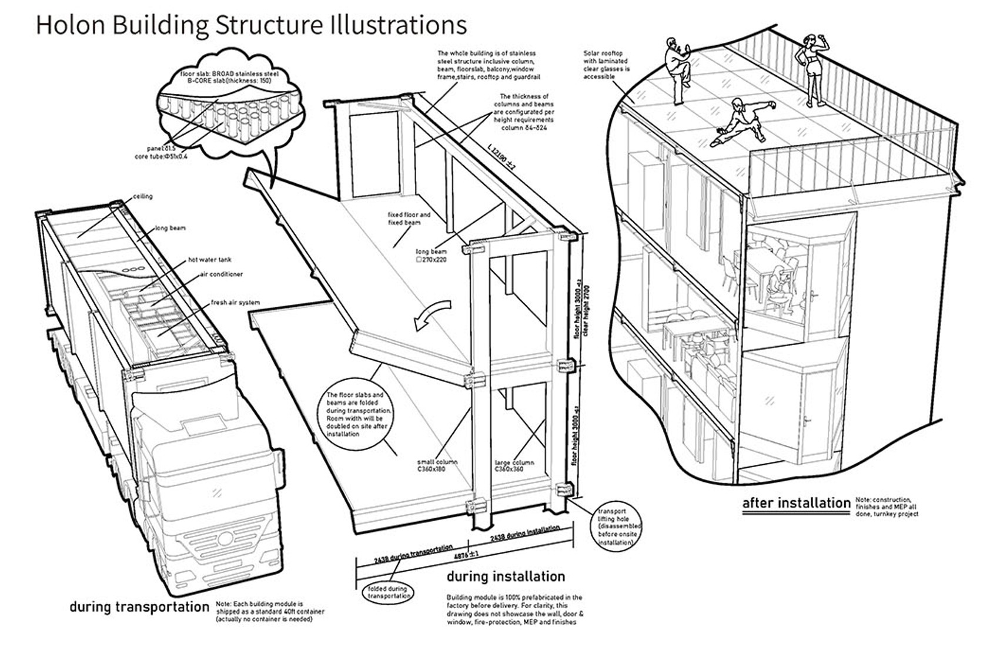 Holon Building Structure Illustrations
floor slab: BROAD stainless steel
B-CORE slab(thickness: 150)
panel:δ1.5
core tube:Φ51x0.4
The whole building is of stainless
steel structure inclusive column,
beam, floorslab, balcony,window
frame,stairs, rooftop and guardrail
The thickness of
columns and beams
are configurated per
height requirements
column δ4~δ24
Solar rooftop
with laminated
clear glasses is
accessible
L 12190 ±2
ceiling
long beam
hot water tank
air conditioner
fresh air system
fixed floor and
fixed beam
long beam
□270x220
floor height 3000
clear height 2700
The floor slabs and
beams are folded
during transportation.
Room width will be
doubled on site after
installation
small column
C360x180
large column
C360x360
floor height 3000
transport
lifting hole
(disassembled
before onsite
installation)
2438 during transportation
2438 during installation
4876 ±1
folded during
transportation
during transportation
Note: Each building module is
shipped as a standard 40ft container
(actually no container is needed)
during installation
Building module is 100% prefabricated in the
factory before delivery. For clarity, this
drawing does not showcase the wall, door &
window, fire-protection, MEP and finishes
after installation
Note: construction,
finishes and MEP all
done, turnkey project